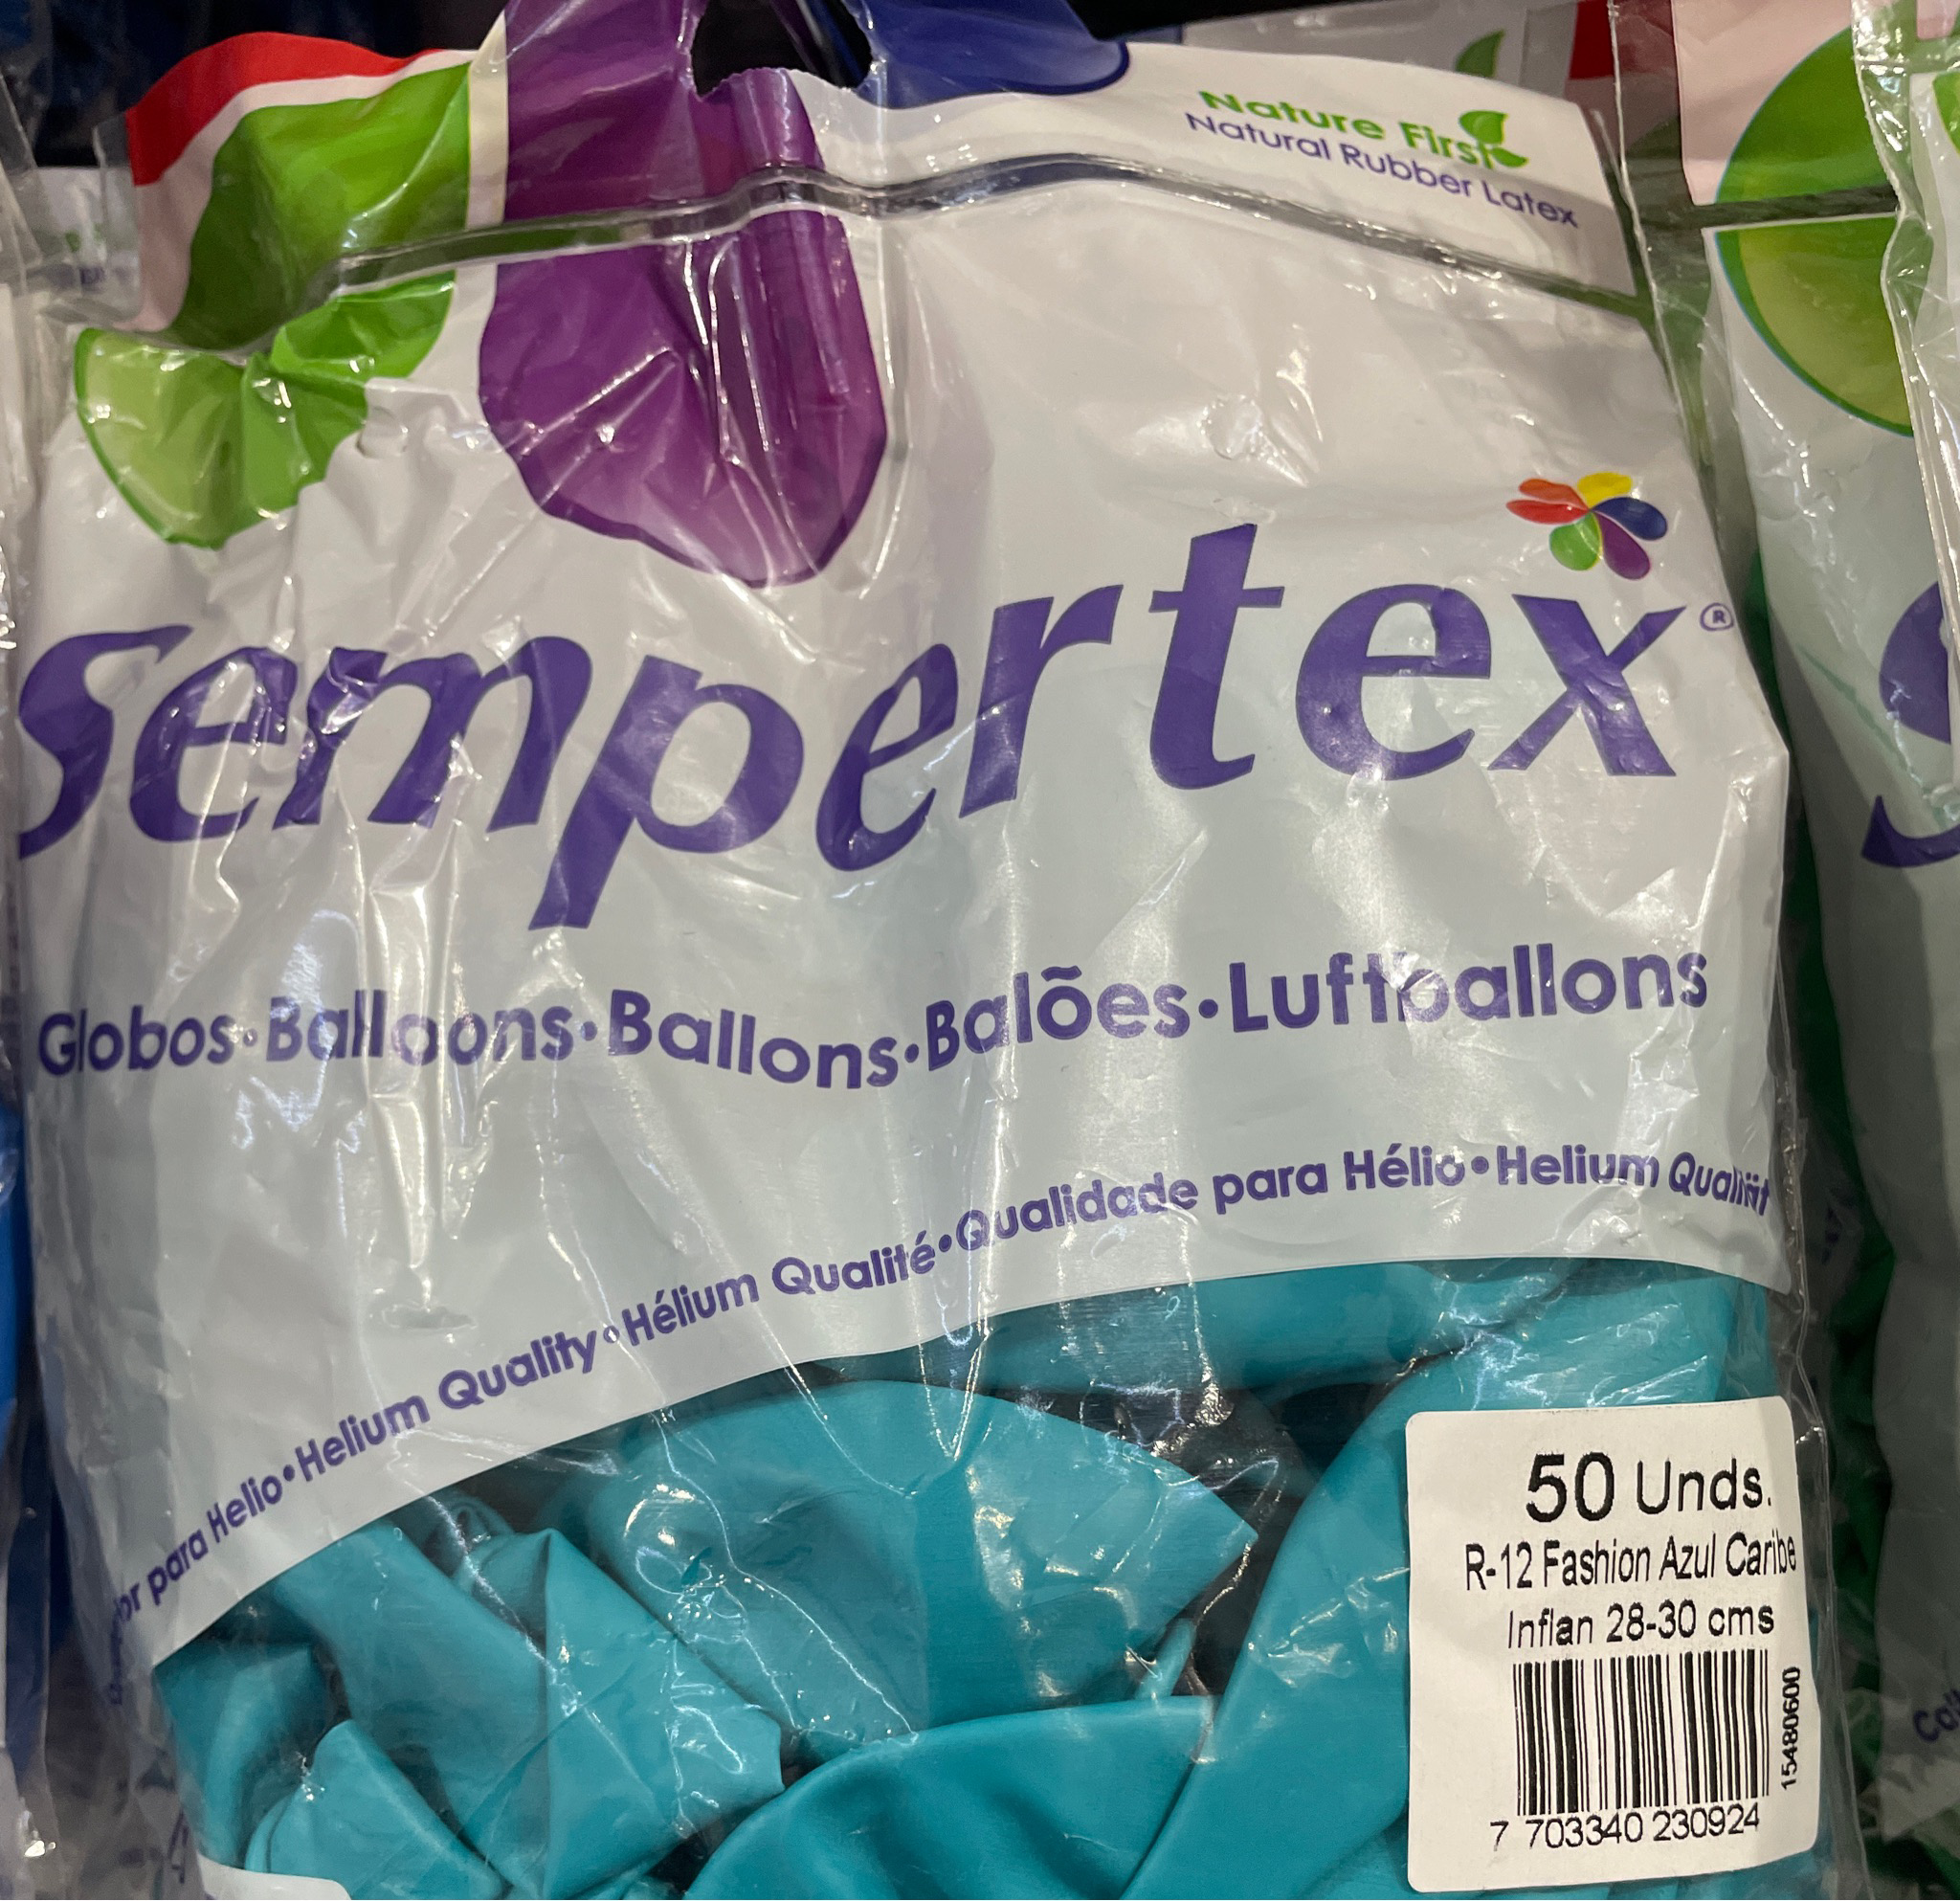 Nature First
Natural Rubber Latex
sempertex®
Globos·Balloons·Ballons·Balões·Luftballons
para Helio·Helium Quality·Hélium Qualité·Qualidade para Hélio·Helium Qualität
50 Unds.
R-12 Fashion Azul Caribe
Inflan 28-30 cms
15480600
7 703340 230924